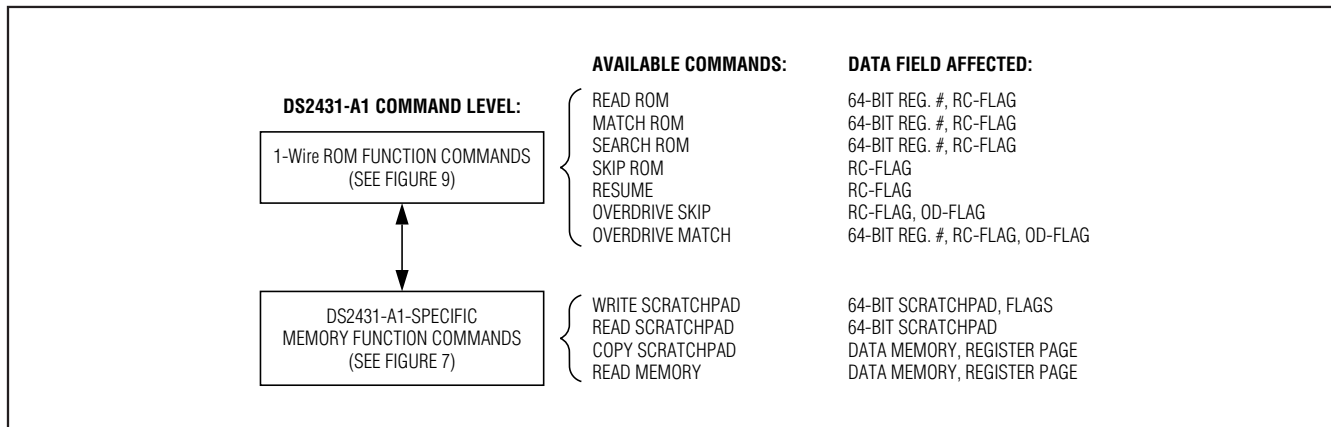 AVAILABLE COMMANDS: DATA FIELD AFFECTED:
DS2431-A1 COMMAND LEVEL:
READ ROM 64-BIT REG. #, RC-FLAG
MATCH ROM 64-BIT REG. #, RC-FLAG
SEARCH ROM 64-BIT REG. #, RC-FLAG
SKIP ROM RC-FLAG
RESUME RC-FLAG
OVERDRIVE SKIP RC-FLAG, OD-FLAG
OVERDRIVE MATCH 64-BIT REG. #, RC-FLAG, OD-FLAG
1-Wire ROM FUNCTION COMMANDS
(SEE FIGURE 9)
DS2431-A1-SPECIFIC
MEMORY FUNCTION COMMANDS
(SEE FIGURE 7)
WRITE SCRATCHPAD 64-BIT SCRATCHPAD, FLAGS
READ SCRATCHPAD 64-BIT SCRATCHPAD
COPY SCRATCHPAD DATA MEMORY, REGISTER PAGE
READ MEMORY DATA MEMORY, REGISTER PAGE